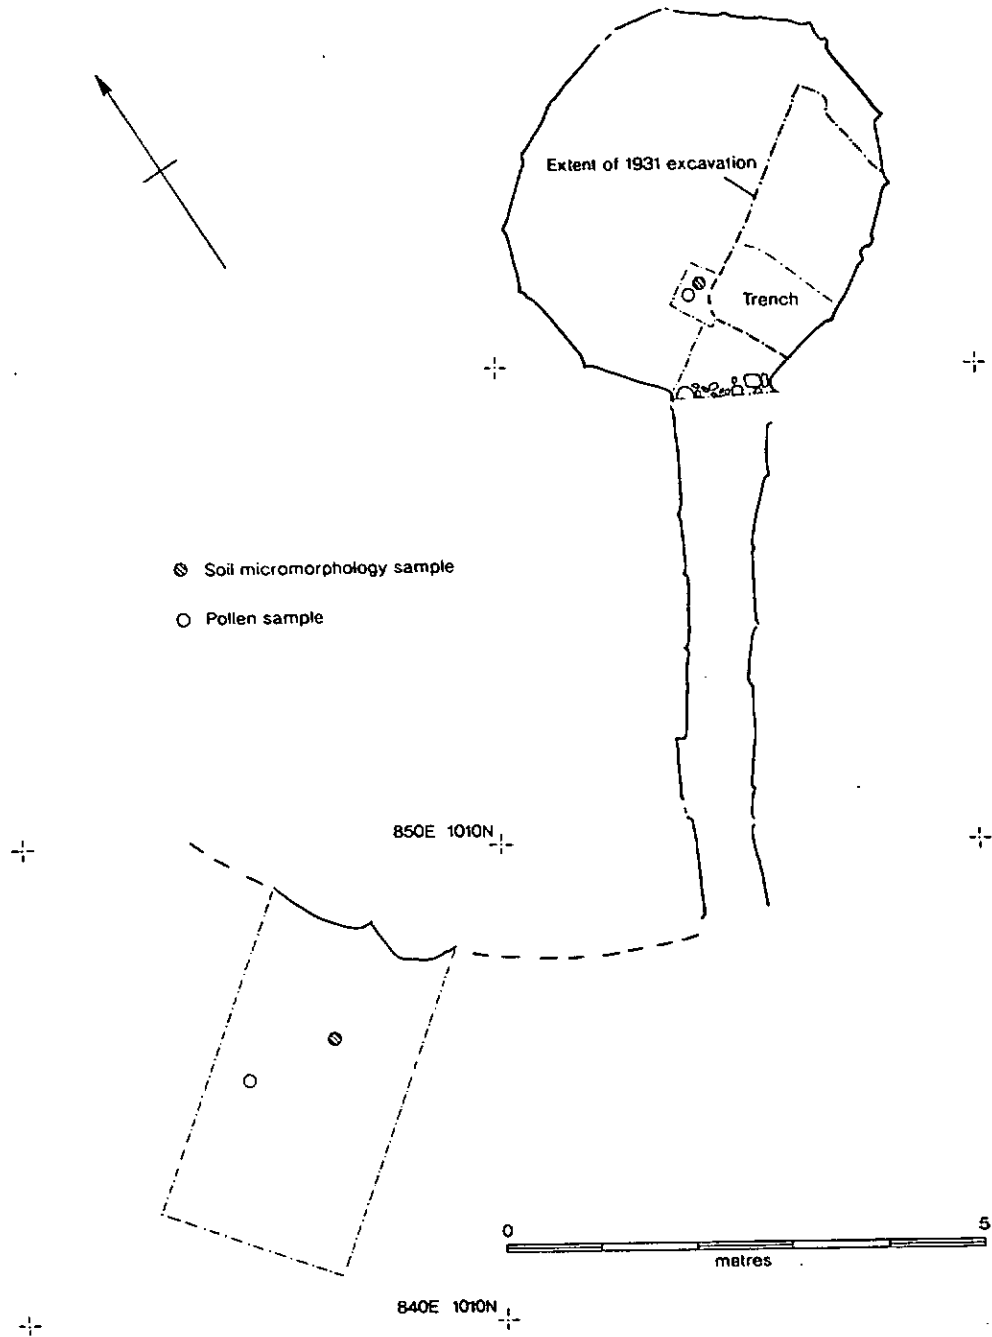 Extent of 1931 excavation
Trench
Soil micromorphology sample
Pollen sample
850E 1010N
0 5
metres
840E 1010N